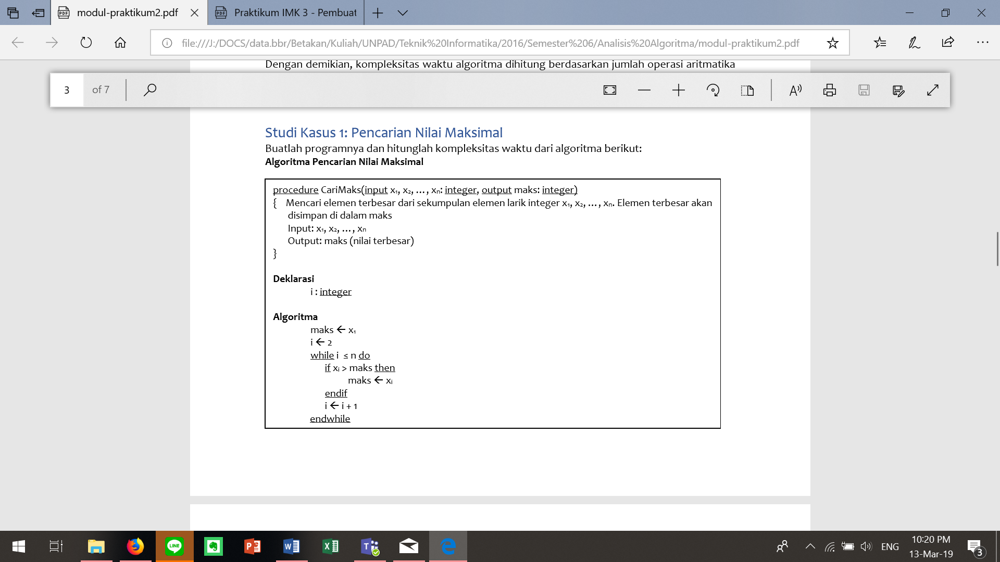 modul-praktikum2.pdf
Praktikum IMK 3 - Pembuat
file:///J:/DOCS/data.bbr/Betakan/Kuliah/UNPAD/Teknik%20Informatika/2016/Semester%206/Analisis%20Algoritma/modul-praktikum2.pdf
Dengan demikian, kompleksitas waktu algoritma dihitung berdasarkan jumlah operasi aritmatika
3 of 7
Studi Kasus 1: Pencarian Nilai Maksimal
Buatlah programnya dan hitunglah kompleksitas waktu dari algoritma berikut:
Algoritma Pencarian Nilai Maksimal
procedure CariMaks(input x₁, x₂, …, xₙ: integer, output maks: integer)
{ Mencari elemen terbesar dari sekumpulan elemen larik integer x₁, x₂, …, xₙ. Elemen terbesar akan
disimpan di dalam maks
Input: x₁, x₂, …, xₙ
Output: maks (nilai terbesar)
}
Deklarasi
i : integer
Algoritma
maks ← x₁
i ← 2
while i ≤ n do
if xᵢ > maks then
maks ← xᵢ
endif
i ← i + 1
endwhile
LINE
ENG
10:20 PM
13-Mar-19
3